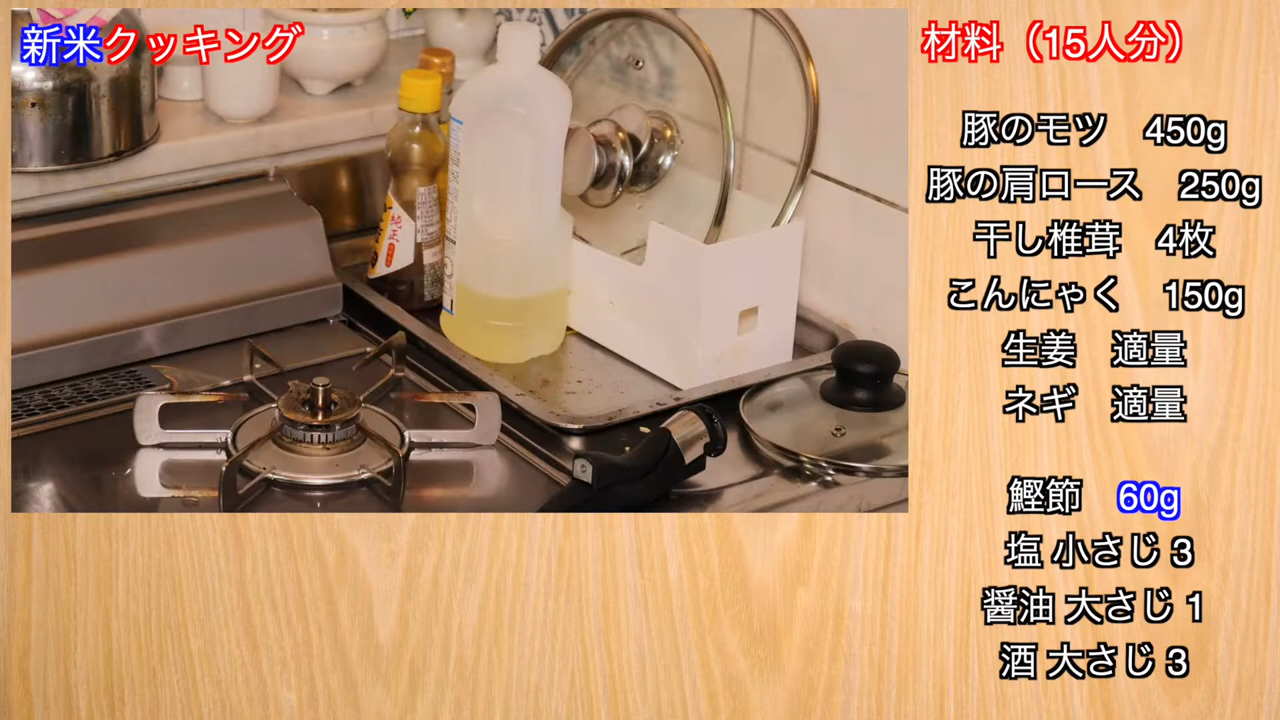 新米クッキング
材料（15人分）
豚のモツ　450g
豚の肩ロース　250g
干し椎茸　4枚
こんにゃく　150g
生姜　適量
ネギ　適量
鰹節　60g
塩 小さじ 3
醤油 大さじ 1
酒 大さじ 3